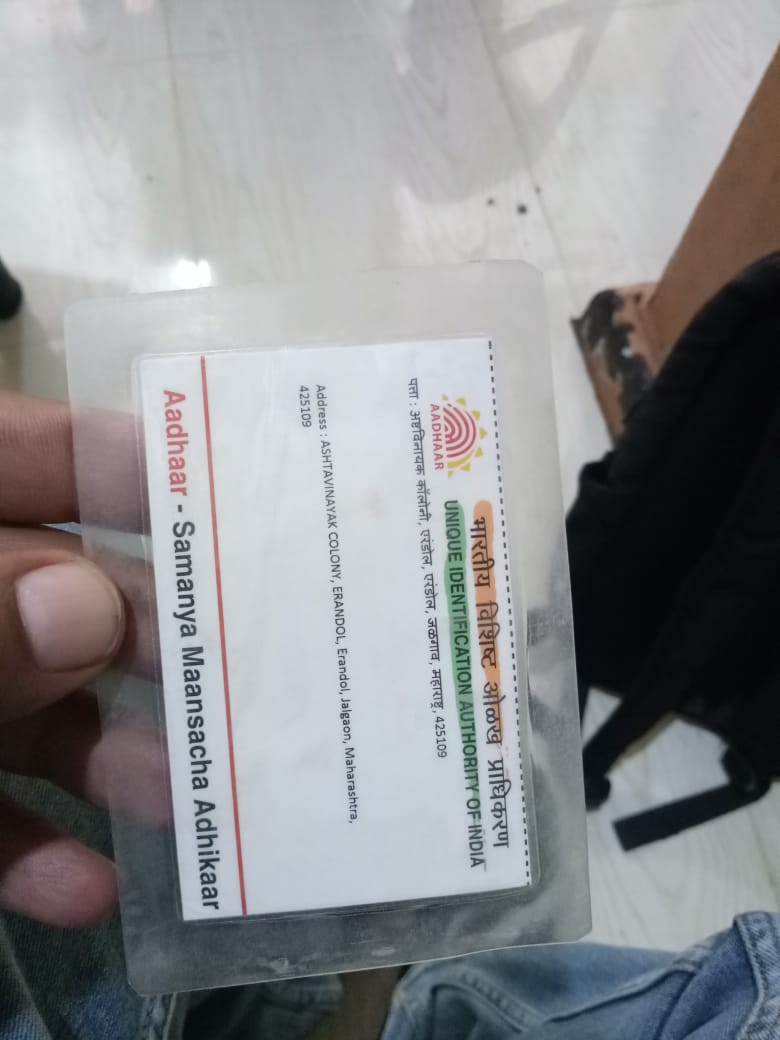 भारतीय विशिष्ट ओळख प्राधिकरण
UNIQUE IDENTIFICATION AUTHORITY OF INDIA
AADHAAR
पत्ता : अष्टविनायक कॉलोनी, एरंडोल, एरंडोल, जळगाव, महाराष्ट्र, 425109
Address : ASHTAVINAYAK COLONY, ERANDOL, Erandol, Jalgaon, Maharashtra,
425109
Aadhaar - Samanya Maansacha Adhikaar